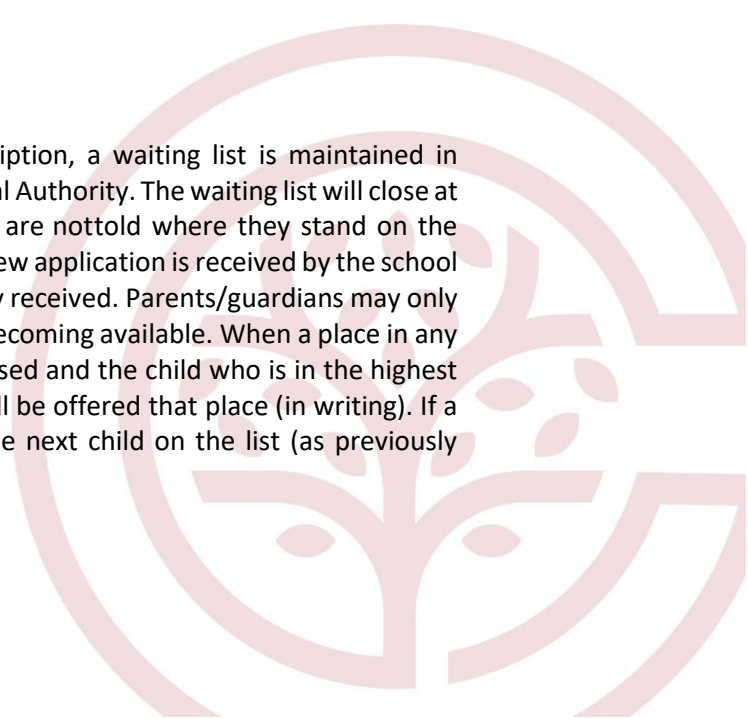 iption, a waiting list is maintained in
al Authority. The waiting list will close at
are nottold where they stand on the
ew application is received by the school
y received. Parents/guardians may only
ecoming available. When a place in any
sed and the child who is in the highest
ll be offered that place (in writing). If a
e next child on the list (as previously